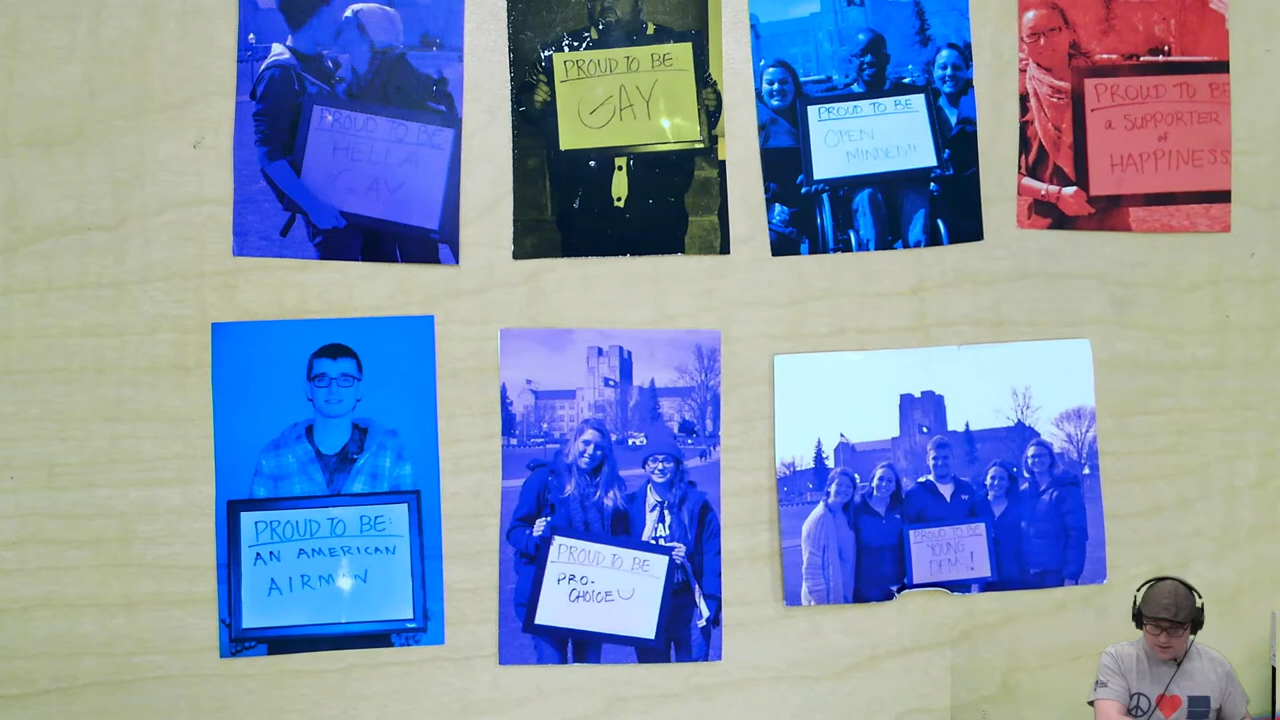 PROUD TO BE
HELLA
GAY
PROUD TO BE
GAY
PROUD TO BE
OPEN
MINDED!!
PROUD TO BE
a SUPPORTER
of
HAPPINESS
PROUD TO BE:
AN AMERICAN
AIRMAN
PROUD TO BE
PRO-
CHOICE
PROUD TO BE
YOUNG
DEMS!